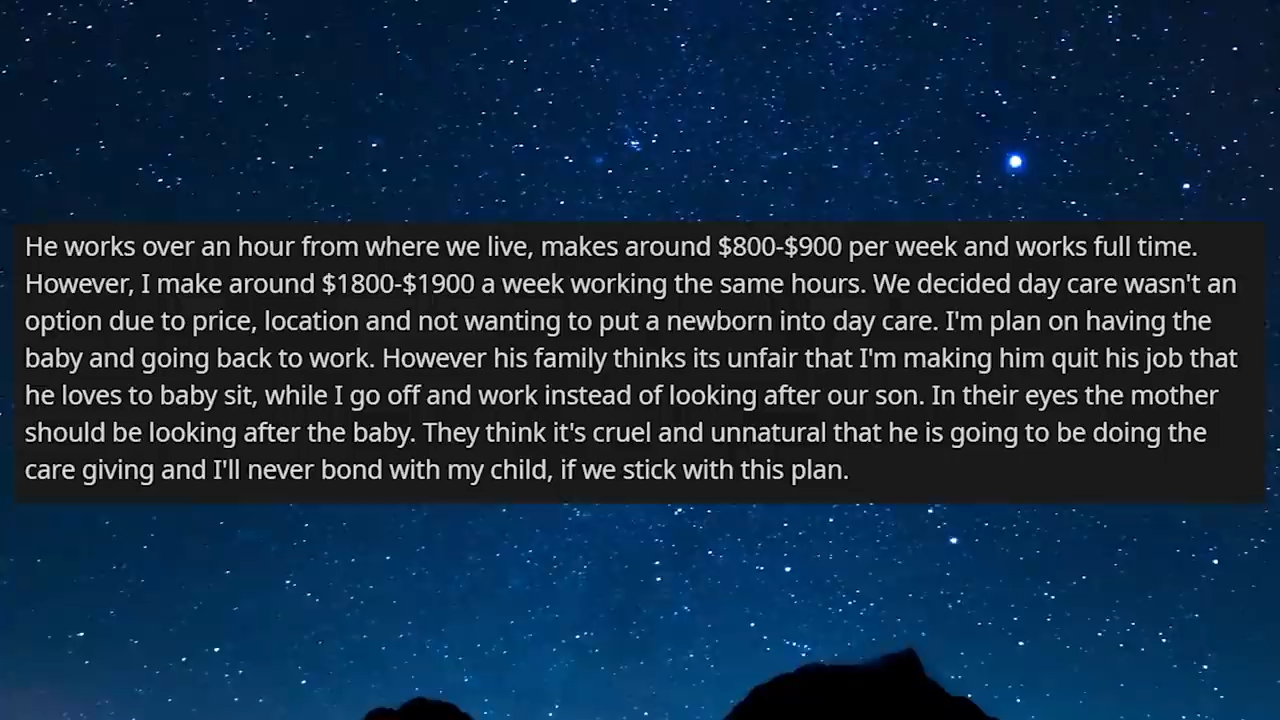 He works over an hour from where we live, makes around $800-$900 per week and works full time.
However, I make around $1800-$1900 a week working the same hours. We decided day care wasn't an
option due to price, location and not wanting to put a newborn into day care. I'm plan on having the
baby and going back to work. However his family thinks its unfair that I'm making him quit his job that
he loves to baby sit, while I go off and work instead of looking after our son. In their eyes the mother
should be looking after the baby. They think it's cruel and unnatural that he is going to be doing the
care giving and I'll never bond with my child, if we stick with this plan.